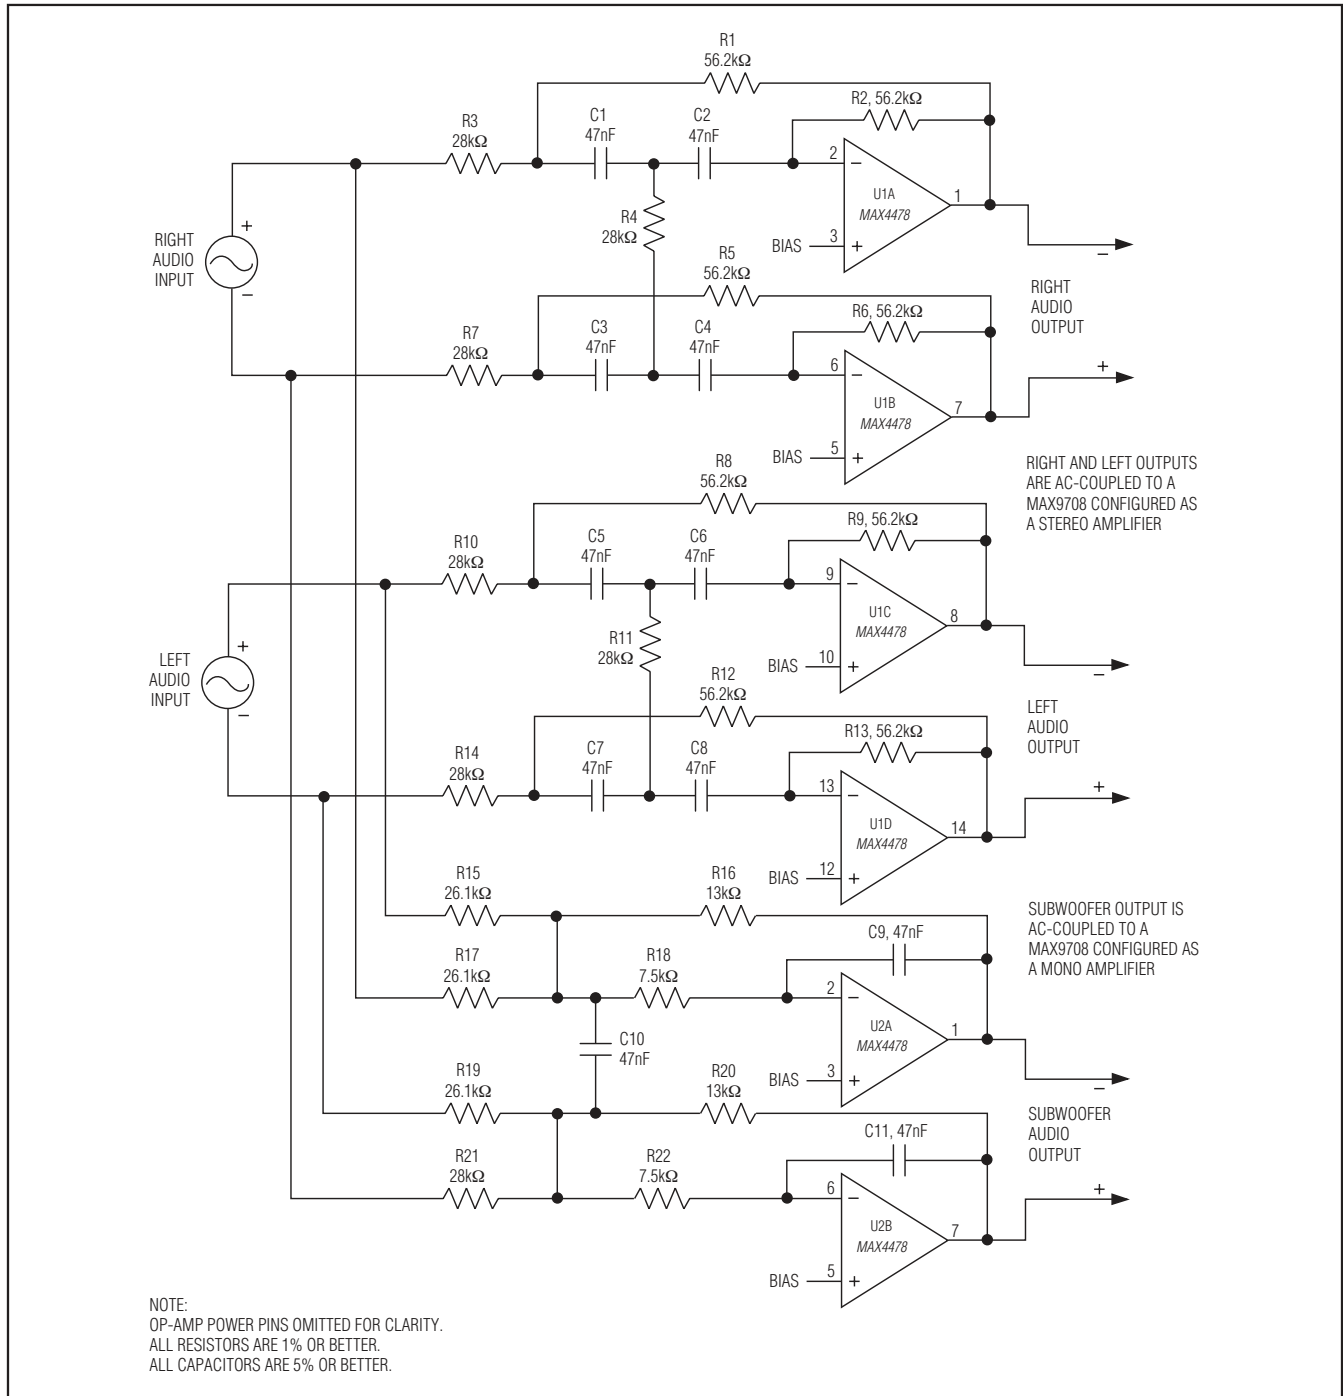 R1
56.2kΩ
R2, 56.2kΩ
R3
28kΩ
C1
47nF
C2
47nF
2
−
U1A
MAX4478
1
R4
28kΩ
BIAS
3
+
−
+
RIGHT
AUDIO
INPUT
−
R5
56.2kΩ
RIGHT
AUDIO
OUTPUT
R6, 56.2kΩ
R7
28kΩ
C3
47nF
C4
47nF
6
−
+
U1B
MAX4478
7
BIAS
5
+
RIGHT AND LEFT OUTPUTS
ARE AC-COUPLED TO A
MAX9708 CONFIGURED AS
A STEREO AMPLIFIER
R8
56.2kΩ
R9, 56.2kΩ
R10
28kΩ
C5
47nF
C6
47nF
9
−
U1C
MAX4478
8
R11
28kΩ
BIAS
10
+
−
+
LEFT
AUDIO
INPUT
−
R12
56.2kΩ
LEFT
AUDIO
OUTPUT
R13, 56.2kΩ
R14
28kΩ
C7
47nF
C8
47nF
13
−
+
U1D
MAX4478
14
BIAS
12
+
R15
26.1kΩ
R16
13kΩ
SUBWOOFER OUTPUT IS
AC-COUPLED TO A
MAX9708 CONFIGURED AS
A MONO AMPLIFIER
C9, 47nF
R17
26.1kΩ
R18
7.5kΩ
2
−
U2A
MAX4478
1
C10
47nF
BIAS
3
+
−
R19
26.1kΩ
R20
13kΩ
SUBWOOFER
AUDIO
OUTPUT
C11, 47nF
R21
28kΩ
R22
7.5kΩ
6
−
+
U2B
MAX4478
7
BIAS
5
+
NOTE:
OP-AMP POWER PINS OMITTED FOR CLARITY.
ALL RESISTORS ARE 1% OR BETTER.
ALL CAPACITORS ARE 5% OR BETTER.